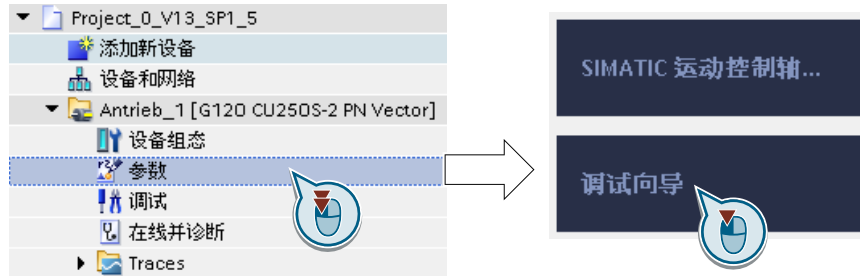 Project_0_V13_SP1_5
添加新设备
设备和网络
Antrieb_1 [G120 CU250S-2 PN Vector]
设备组态
参数
调试
在线并诊断
Traces
SIMATIC 运动控制轴...
调试向导